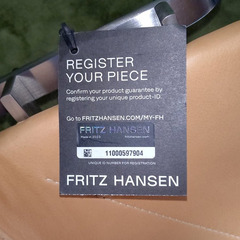 REGISTER
YOUR PIECE
Confirm your product guarantee by
registering your unique product-ID
Go to FRITZHANSEN.COM/MY-FH
FRITZ HANSEN
11000597904
UNIQUE ID NUMBER FOR REGISTRATION
FRITZ HANSEN